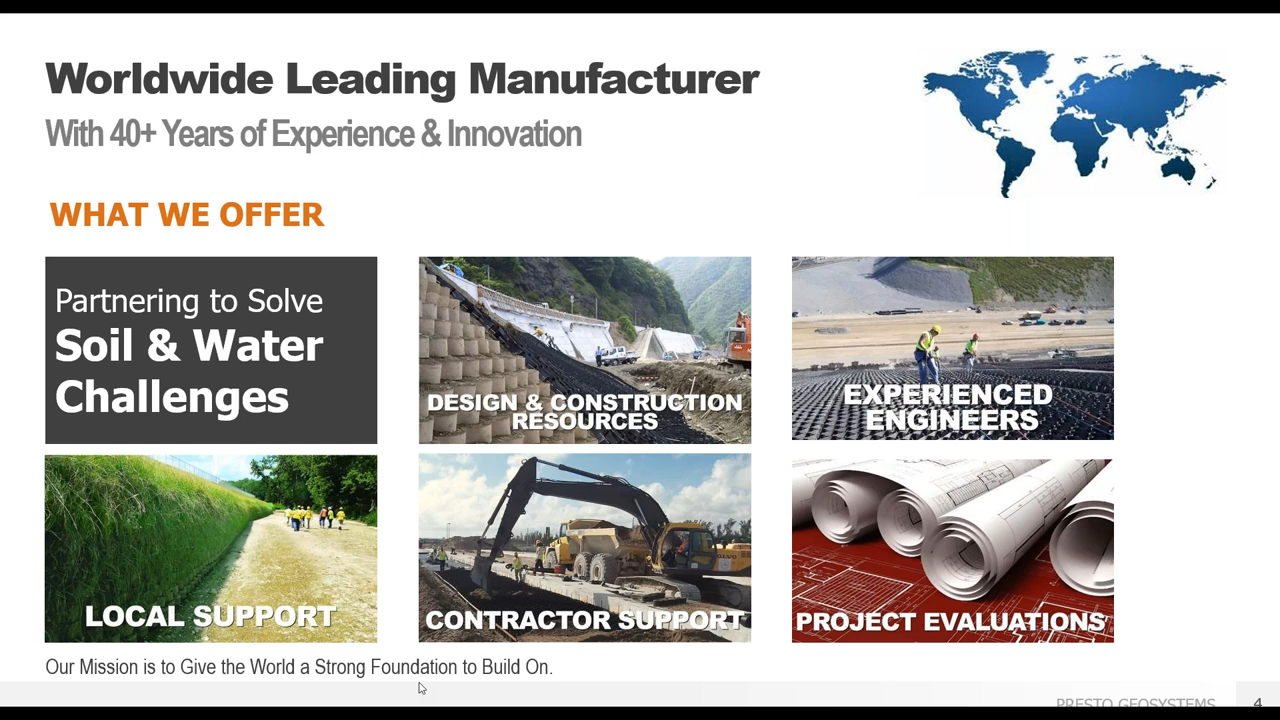 Worldwide Leading Manufacturer
With 40+ Years of Experience & Innovation
WHAT WE OFFER
Partnering to Solve
Soil & Water
Challenges
DESIGN & CONSTRUCTION
RESOURCES
EXPERIENCED
ENGINEERS
LOCAL SUPPORT
CONTRACTOR SUPPORT
PROJECT EVALUATIONS
Our Mission is to Give the World a Strong Foundation to Build On.
PRESTO GEOSYSTEMS
4